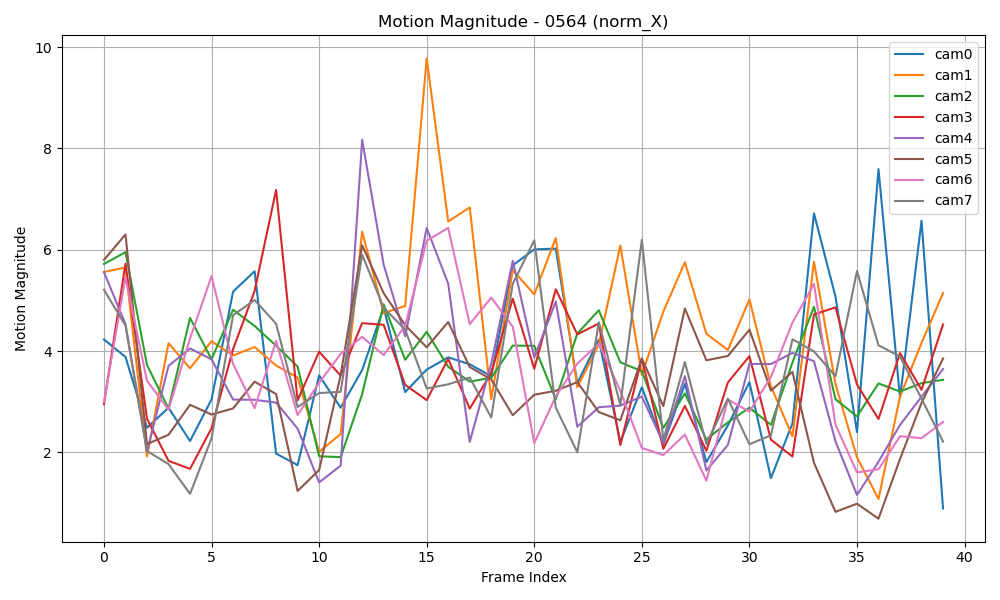 Motion Magnitude - 0564 (norm_X)
10
8
6
4
2
Motion Magnitude
0
5
10
15
20
25
30
35
40
Frame Index
cam0
cam1
cam2
cam3
cam4
cam5
cam6
cam7